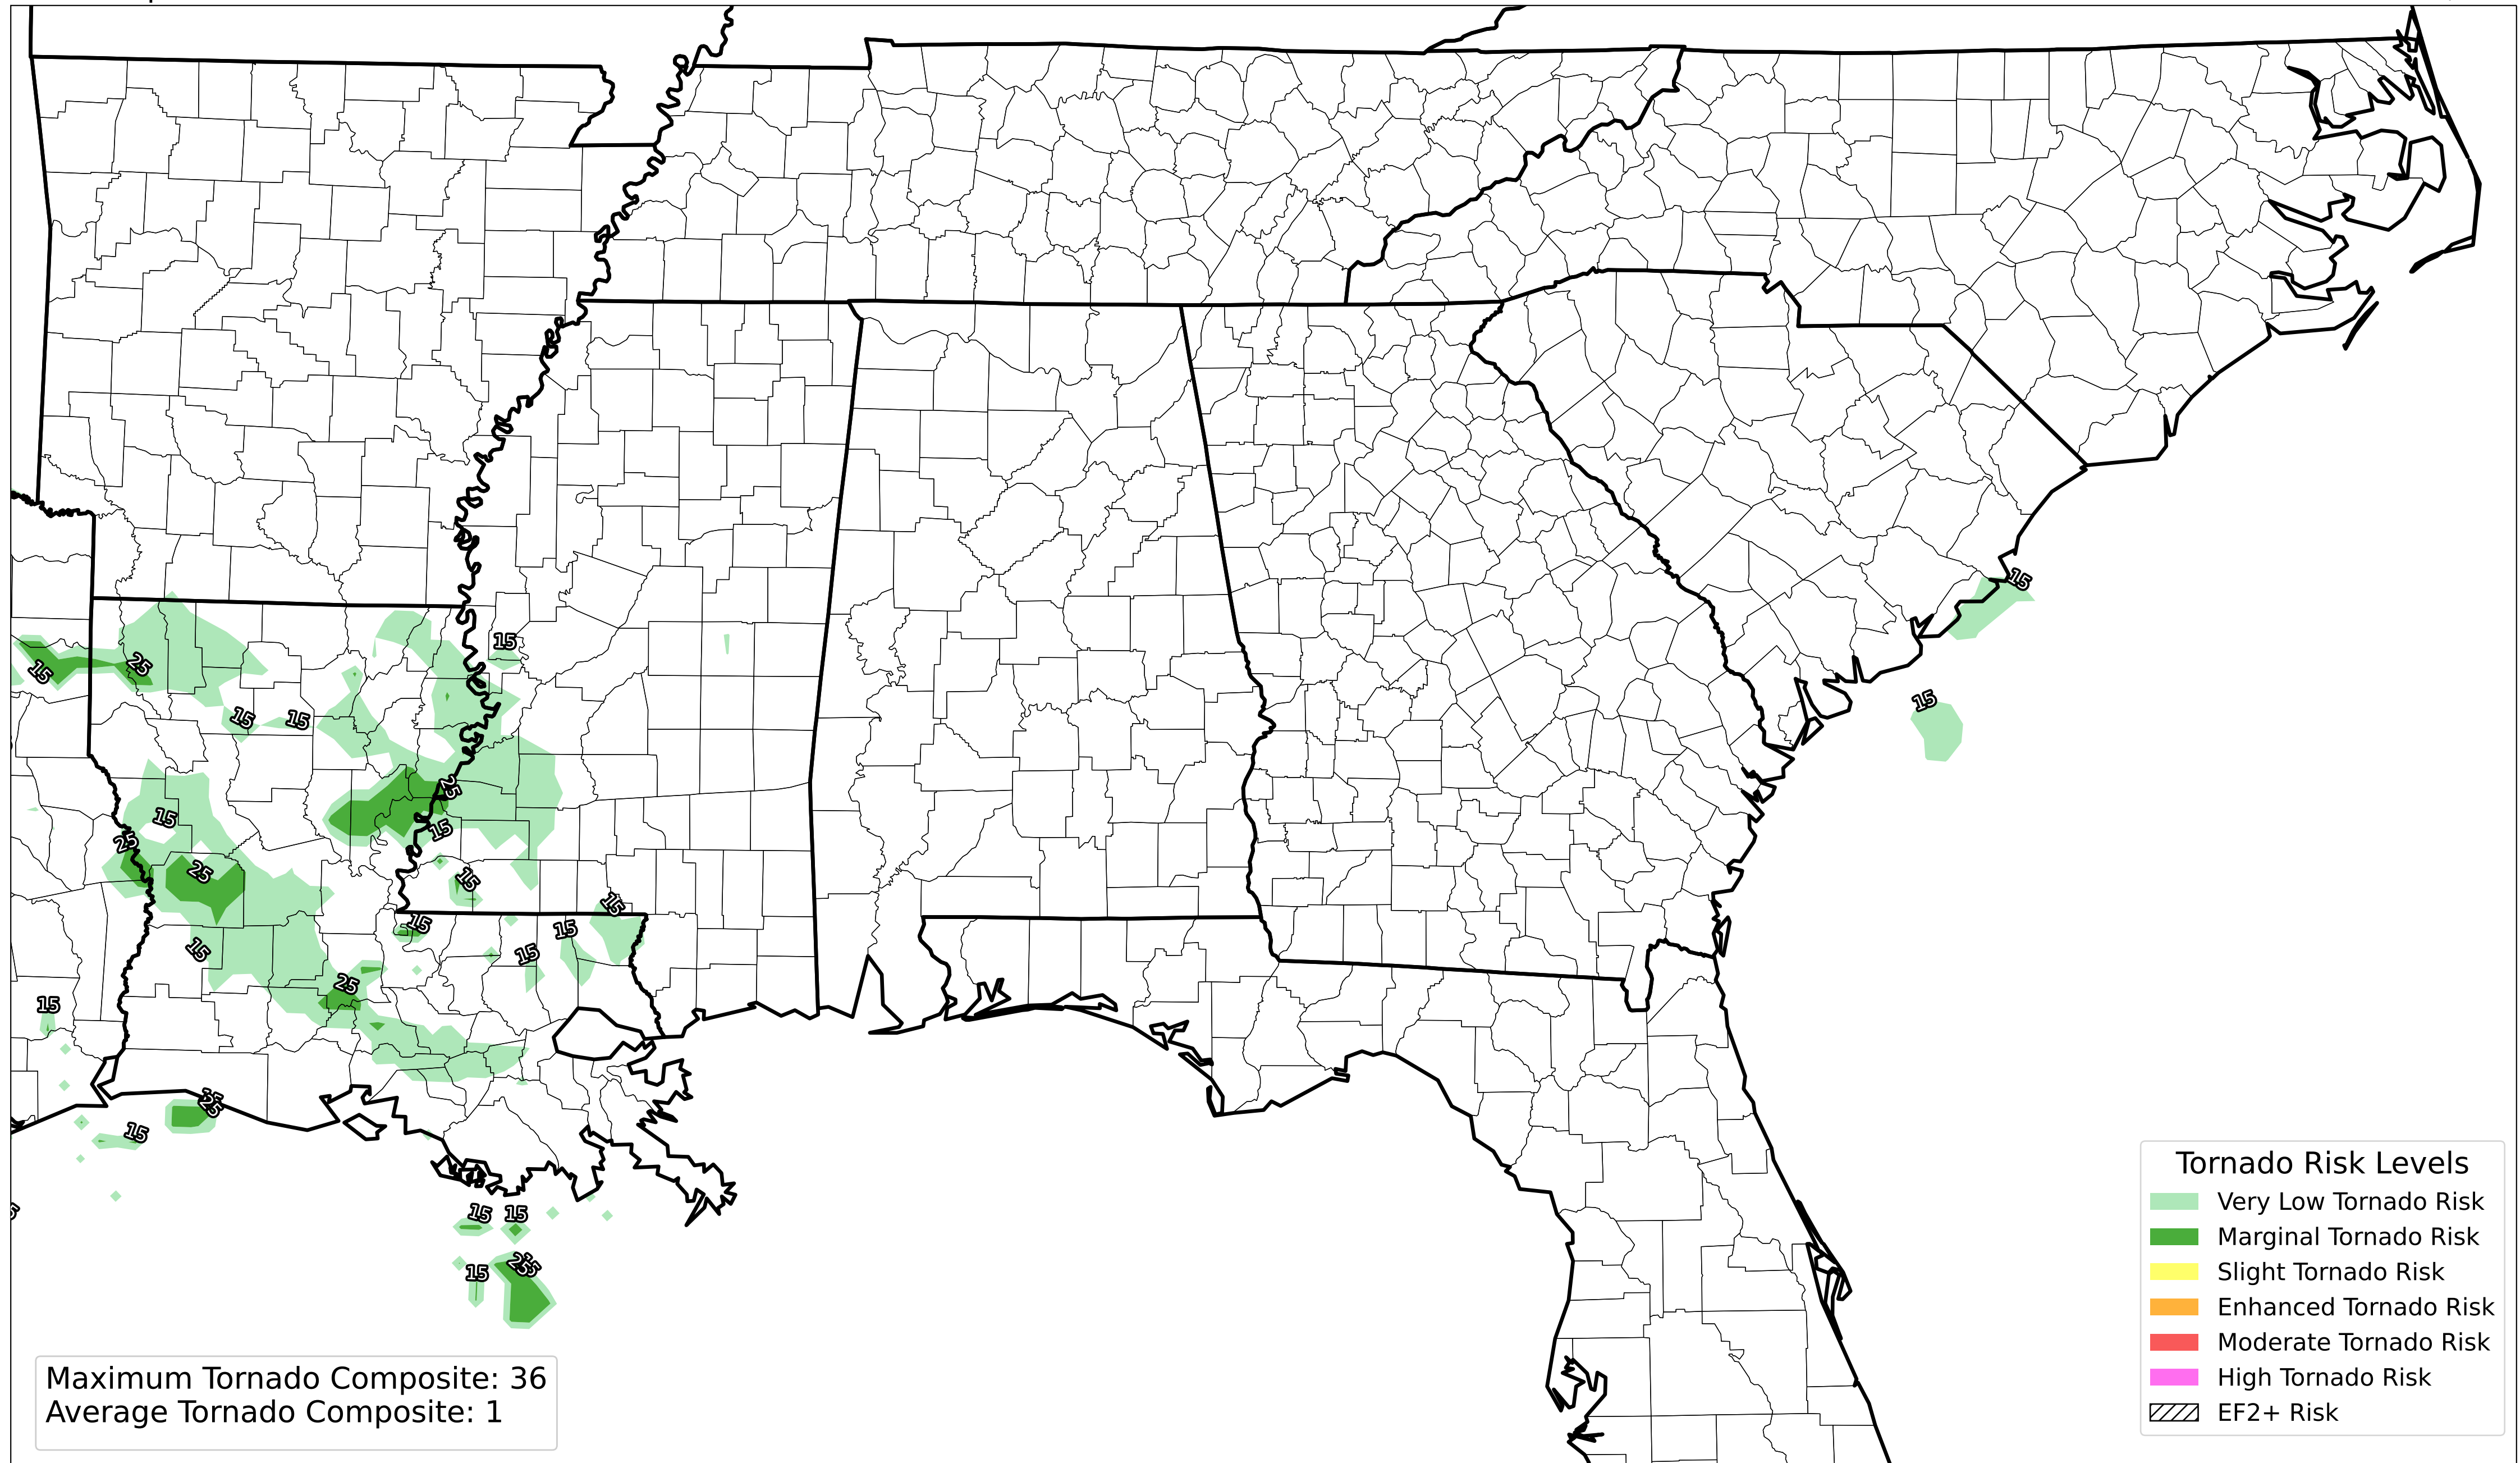 15
15
25
15
15
15
25
25
15
15
25
25
15
15
15
15
15
15
15
25
15
25
25
15
15
15
15
25
15
Tornado Risk Levels
Very Low Tornado Risk
Marginal Tornado Risk
Slight Tornado Risk
Enhanced Tornado Risk
Moderate Tornado Risk
High Tornado Risk
EF2+ Risk
Maximum Tornado Composite: 36
Average Tornado Composite: 1